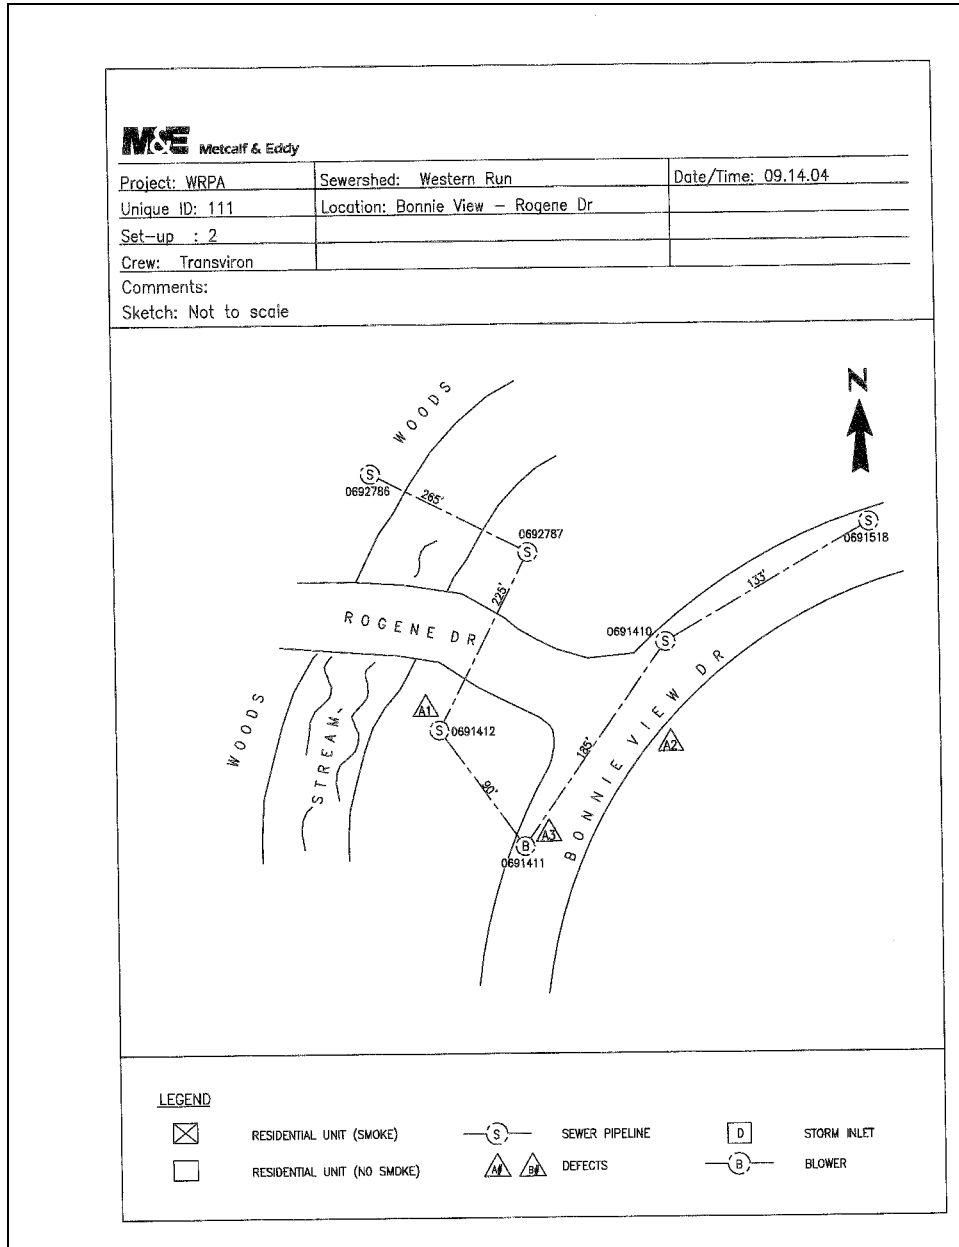 M&E Metcalf & Eddy
Project: WRPA Sewershed: Western Run Date/Time: 09.14.04
Unique ID: 111 Location: Bonnie View - Rogene Dr
Set-up : 2
Crew: Transviron
Comments:
Sketch: Not to scale
N
WOODS
S
0692786
265'
0692787
S
S
0691518
133'
225'
ROGENE DR
0691410
S
A1
S 0691412
WOODS
STREAM
185'
A2
BONNIE VIEW DR
90'
A3
B
0691411
LEGEND
RESIDENTIAL UNIT (SMOKE) S SEWER PIPELINE D STORM INLET
RESIDENTIAL UNIT (NO SMOKE) A# B# DEFECTS B BLOWER